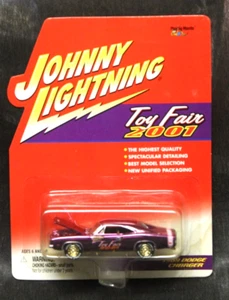 JOHNNY
LIGHTNING
Toy Fair
2001
• THE HIGHEST QUALITY
• SPECTACULAR DETAILING
• BEST MODEL SELECTION
• NEW UNIFIED PACKAGING
WARNING:
Toy Fair
DODGE
CHARGER